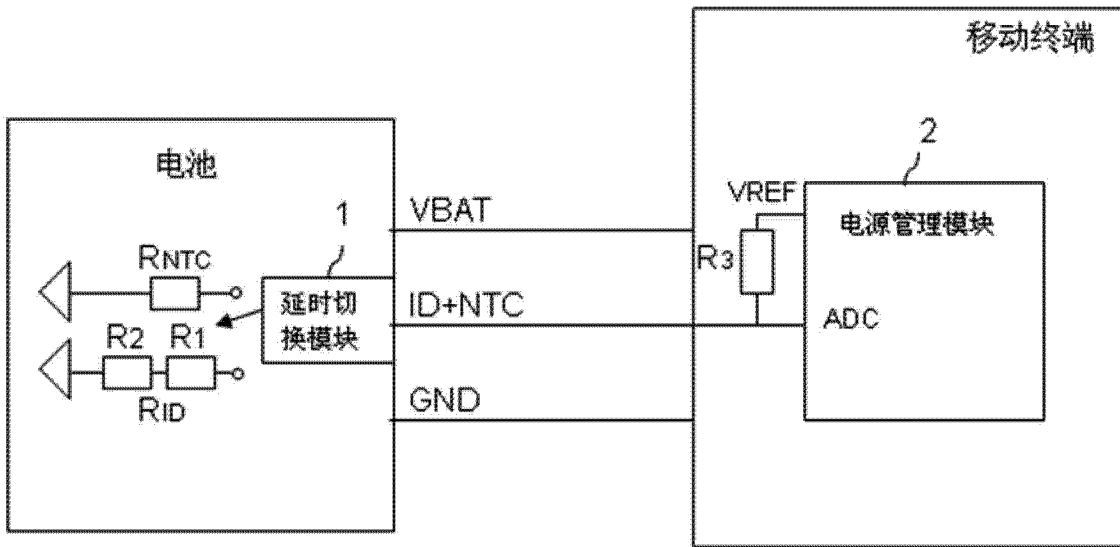 移动终端
电池
1
2
VBAT
VREF
电源管理模块
RNTC
R3
延时切
换模块
ID+NTC
ADC
R2
R1
RID
GND